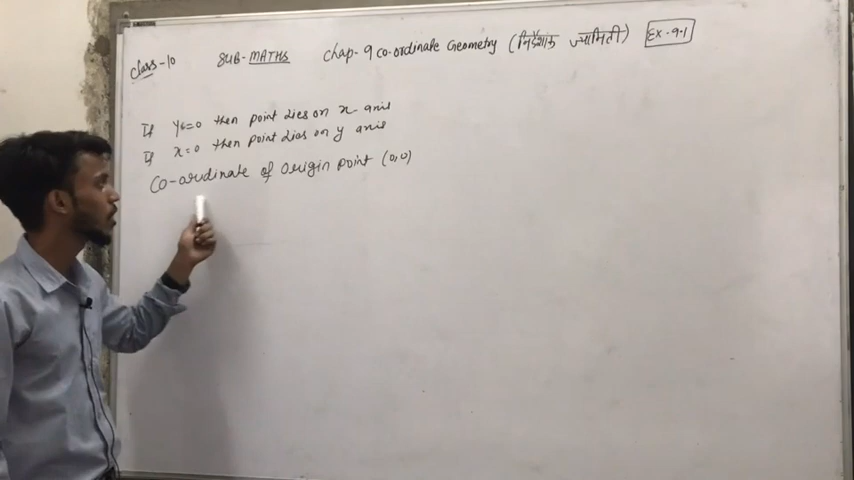 class-10 SUB- MATHS Chap- 9 Co-ordinate Geometry (निर्देशांक ज्यामिती) Ex-9.1
If y=0 then point lies on x- axis
If x=0 then point lies on y axis
Co-ordinate of origin point (0,0)